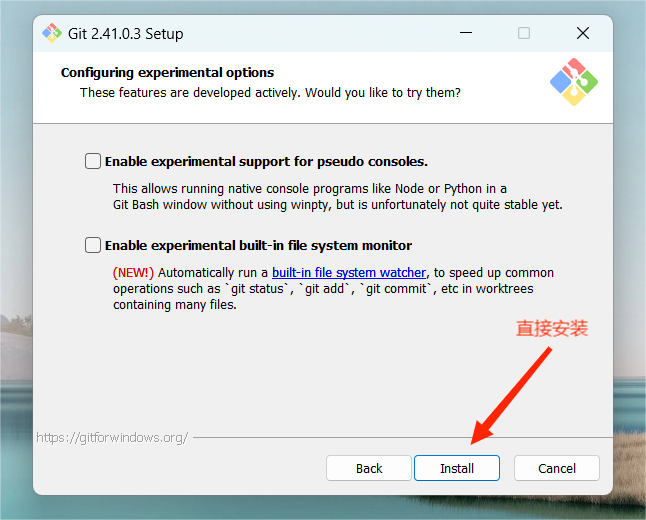 Git 2.41.0.3 Setup
Configuring experimental options
These features are developed actively. Would you like to try them?
Enable experimental support for pseudo consoles.
This allows running native console programs like Node or Python in a
Git Bash window without using winpty, but is unfortunately not quite stable yet.
Enable experimental built-in file system monitor
(NEW!) Automatically run a built-in file system watcher, to speed up common
operations such as `git status`, `git add`, `git commit`, etc in worktrees
containing many files.
直接安装
https://gitforwindows.org/
Back Install Cancel